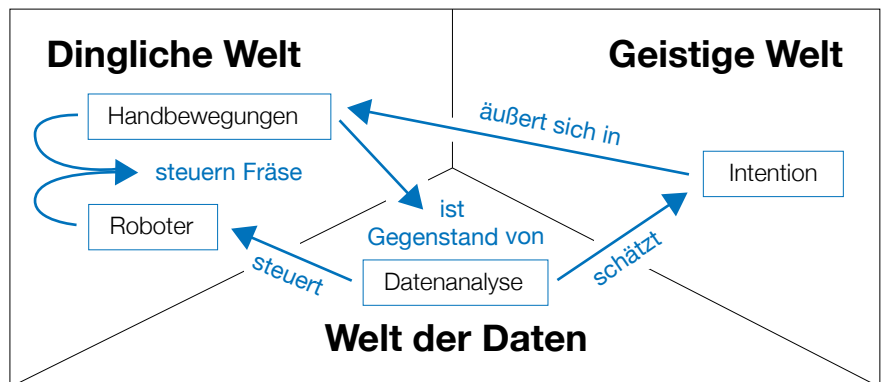 Dingliche Welt
Geistige Welt
Handbewegungen
äußert sich in
steuern Fräse
Intention
ist
Gegenstand von
Roboter
steuert
Datenanalyse
schätzt
Welt der Daten